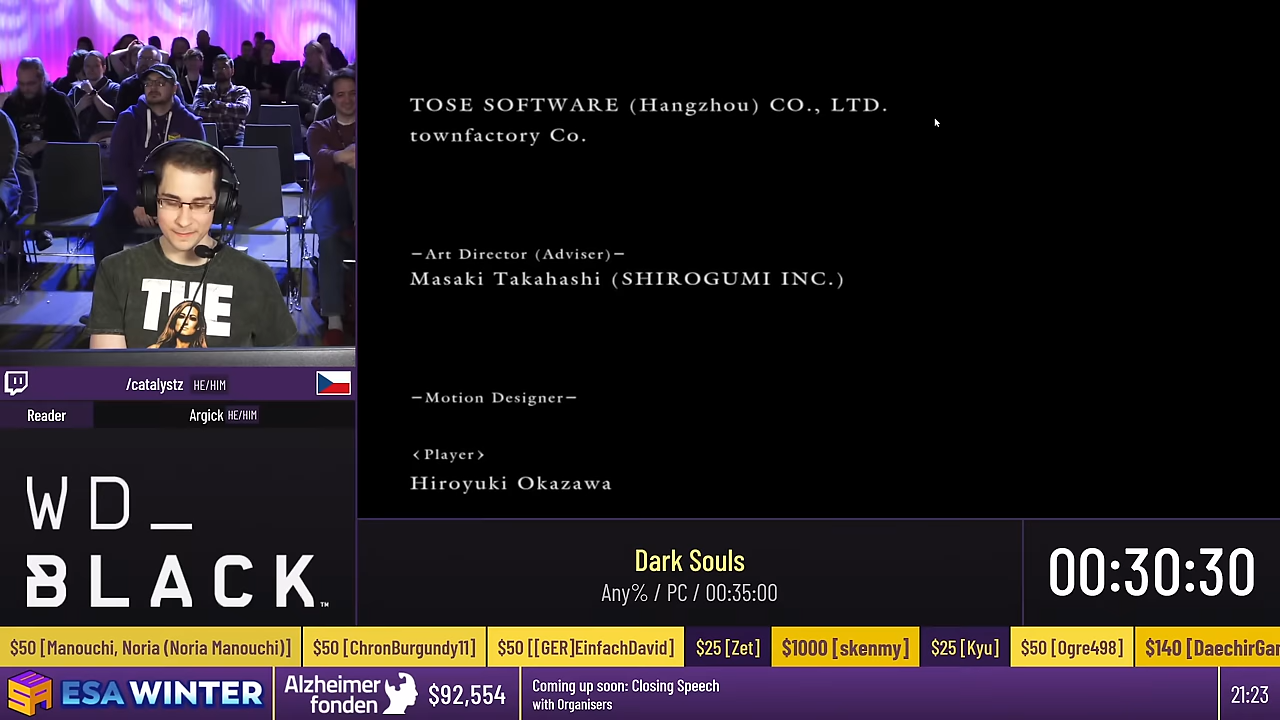 TOSE SOFTWARE (Hangzhou) CO., LTD.
townfactory Co.
—Art Director (Adviser)—
Masaki Takahashi (SHIROGUMI INC.)
—Motion Designer—
<Player>
Hiroyuki Okazawa
THE
/catalystz HE/HIM
Reader Argick HE/HIM
WD_
BLACK™
Dark Souls
Any% / PC / 00:35:00
00:30:30
$50 [Manouchi, Noria (Noria Manouchi)] $50 [ChronBurgundy11] $50 [[GER]EinfachDavid] $25 [Zet] $1000 [skenmy] $25 [Kyu] $50 [Ogre498] $140 [DaechirGar
ESA WINTER
Alzheimer
fonden
$92,554
Coming up soon: Closing Speech
with Organisers
21:23